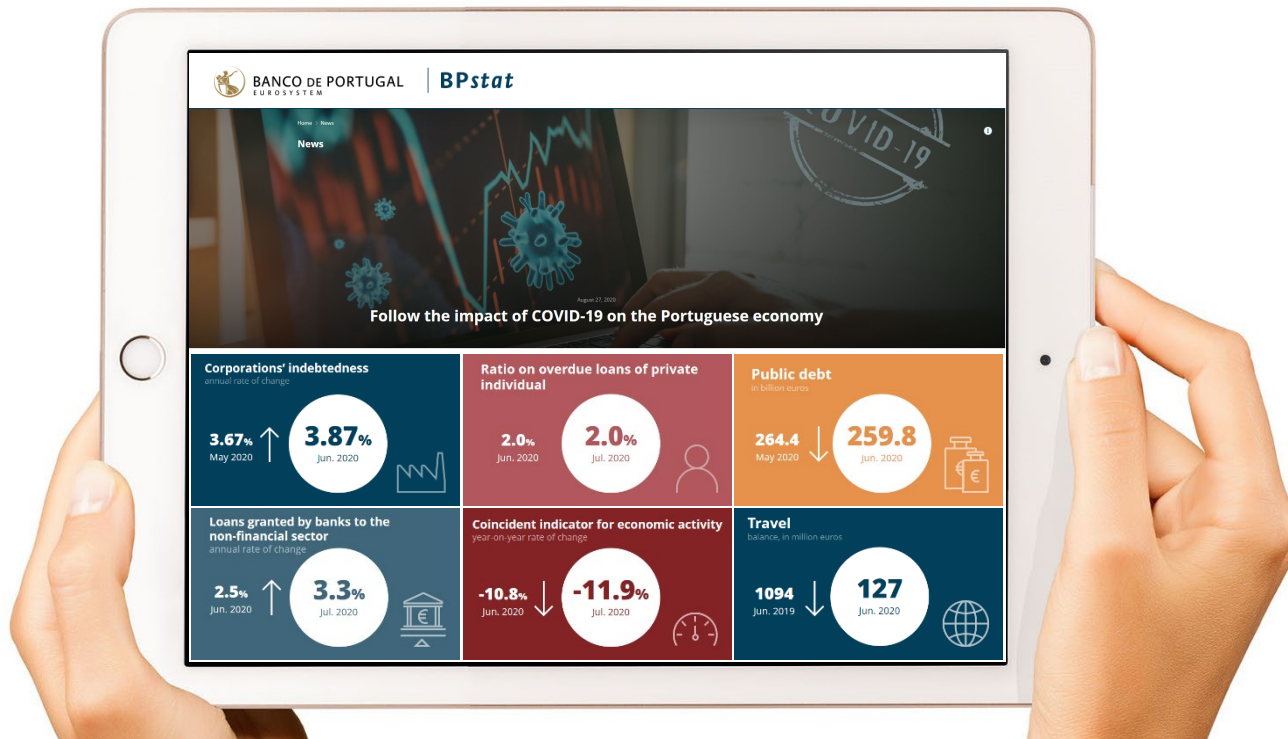 BANCO DE PORTUGAL
EUROSYSTEM
BPstat
Home
News
News
COVID-19
August 27, 2020
Follow the impact of COVID-19 on the Portuguese economy
Corporations' indebtedness
annual rate of change
3.67%
May 2020
3.87%
Jun. 2020
Ratio on overdue loans of private
individual
2.0%
Jun. 2020
2.0%
Jul. 2020
Public debt
in billion euros
264.4
May 2020
259.8
Jun. 2020
€
€
Loans granted by banks to the
non-financial sector
annual rate of change
2.5%
Jun. 2020
3.3%
Jul. 2020
€
Coincident indicator for economic activity
year-on-year rate of change
-10.8%
Jun. 2020
-11.9%
Jul. 2020
Travel
balance, in million euros
1094
Jun. 2019
127
Jun. 2020